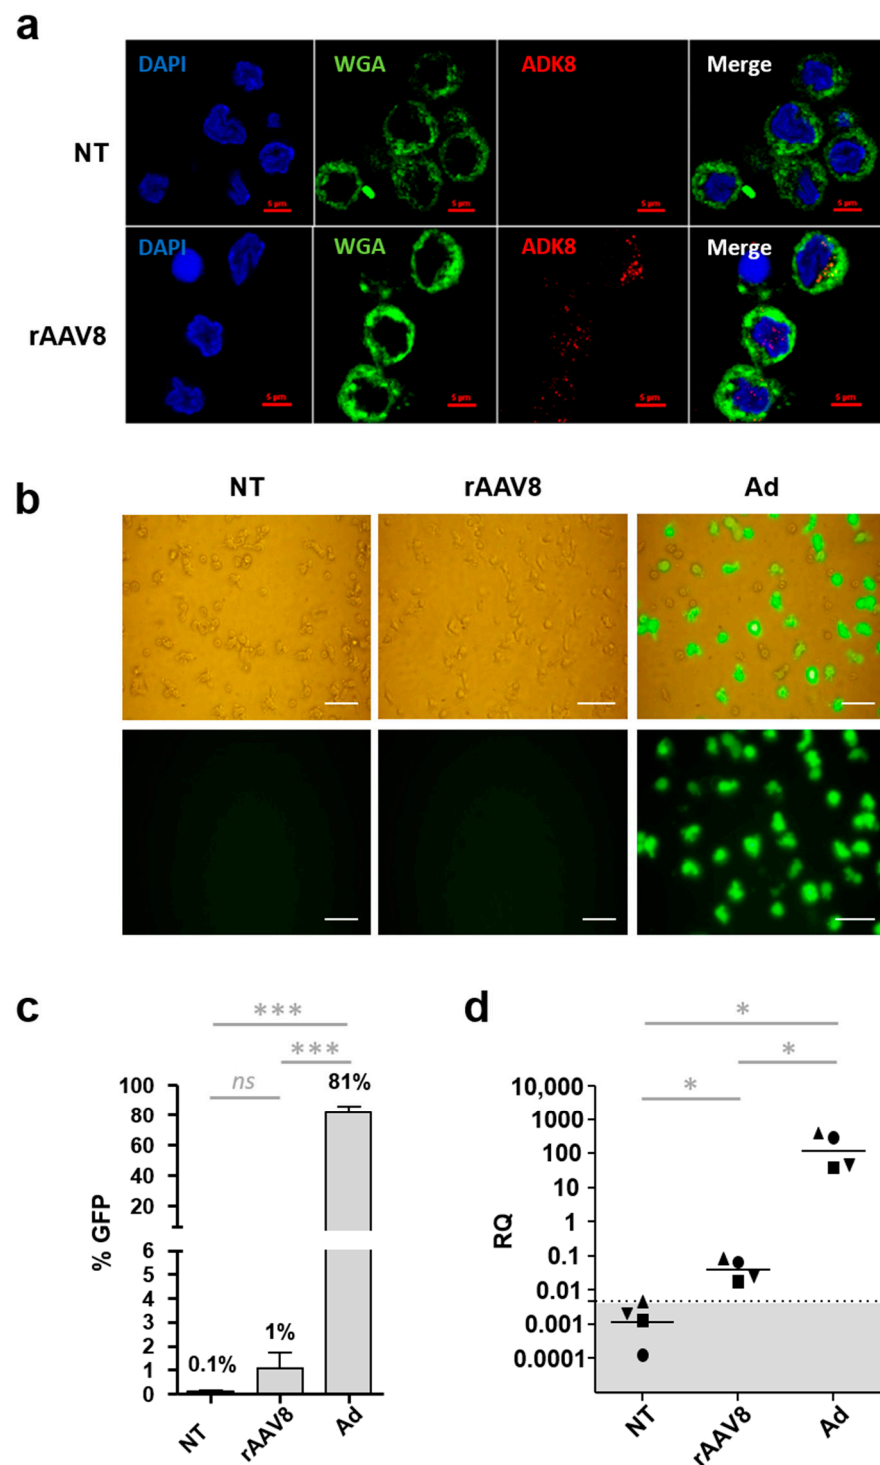 a
DAPI WGA ADK8 Merge
NT
5 µm 5 µm 5 µm 5 µm
DAPI WGA ADK8 Merge
rAAV8
5 µm 5 µm 5 µm 5 µm
b
NT rAAV8 Ad
c
***
***
ns
81%
100
80
60
40
20
% GFP
6
5
4
3
2
1
0
0.1%
1%
NT rAAV8 Ad
d
*
*
*
10,000
1000
100
10
1
0.1
0.01
0.001
0.0001
RQ
NT rAAV8 Ad